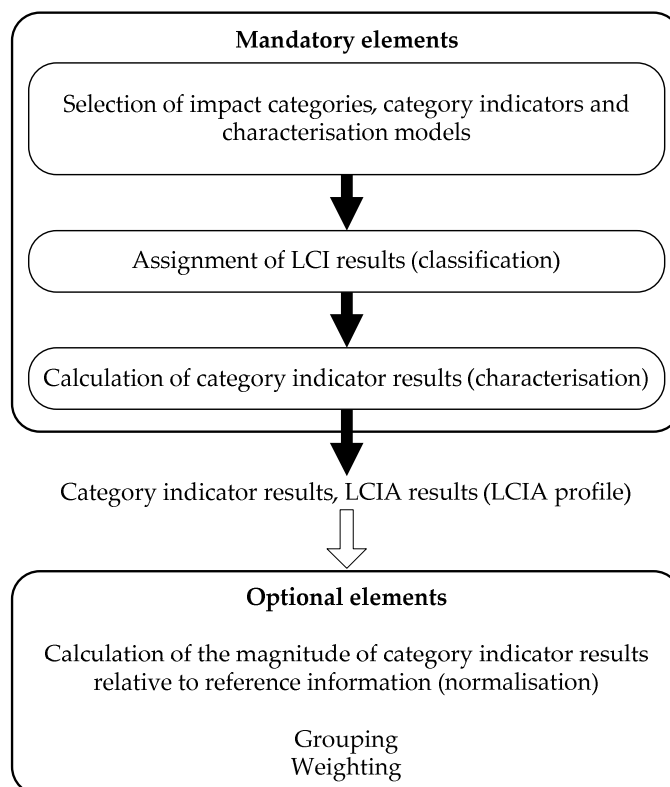 Mandatory elements
Selection of impact categories, category indicators and
characterisation models
Assignment of LCI results (classification)
Calculation of category indicator results (characterisation)
Category indicator results, LCIA results (LCIA profile)
Optional elements
Calculation of the magnitude of category indicator results
relative to reference information (normalisation)
Grouping
Weighting